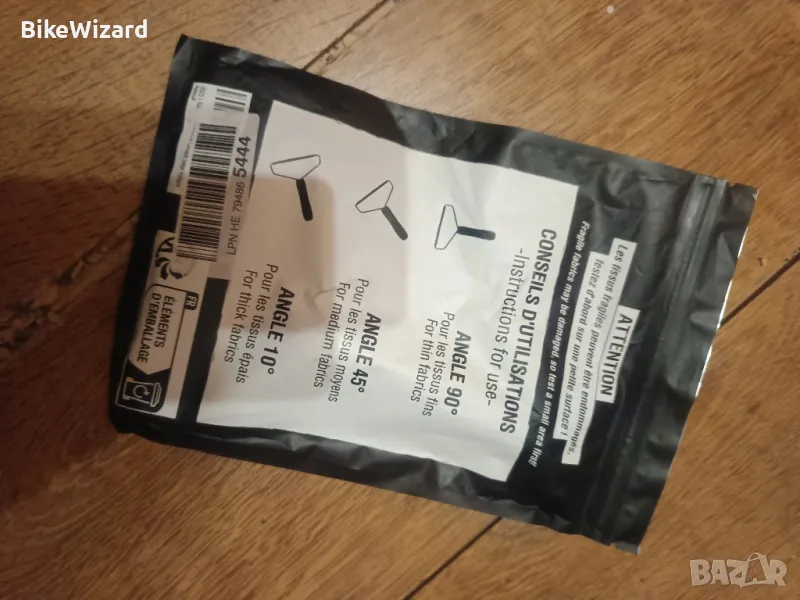 BikeWizard
ATTENTION
Les tissus fragiles peuvent être endommagés,
testez d'abord sur une petite surface !
Fragile fabrics may be damaged, so test a small area first!
CONSEILS D'UTILISATIONS
-Instructions for use-
ANGLE 90°
Pour les tissus fins
For thin fabrics
ANGLE 45°
Pour les tissus moyens
For medium fabrics
ANGLE 10°
Pour les tissus épais
For thick fabrics
LPN HE 794865444
FR
ÉLÉMENTS
D'EMBALLAGE
BAZAR